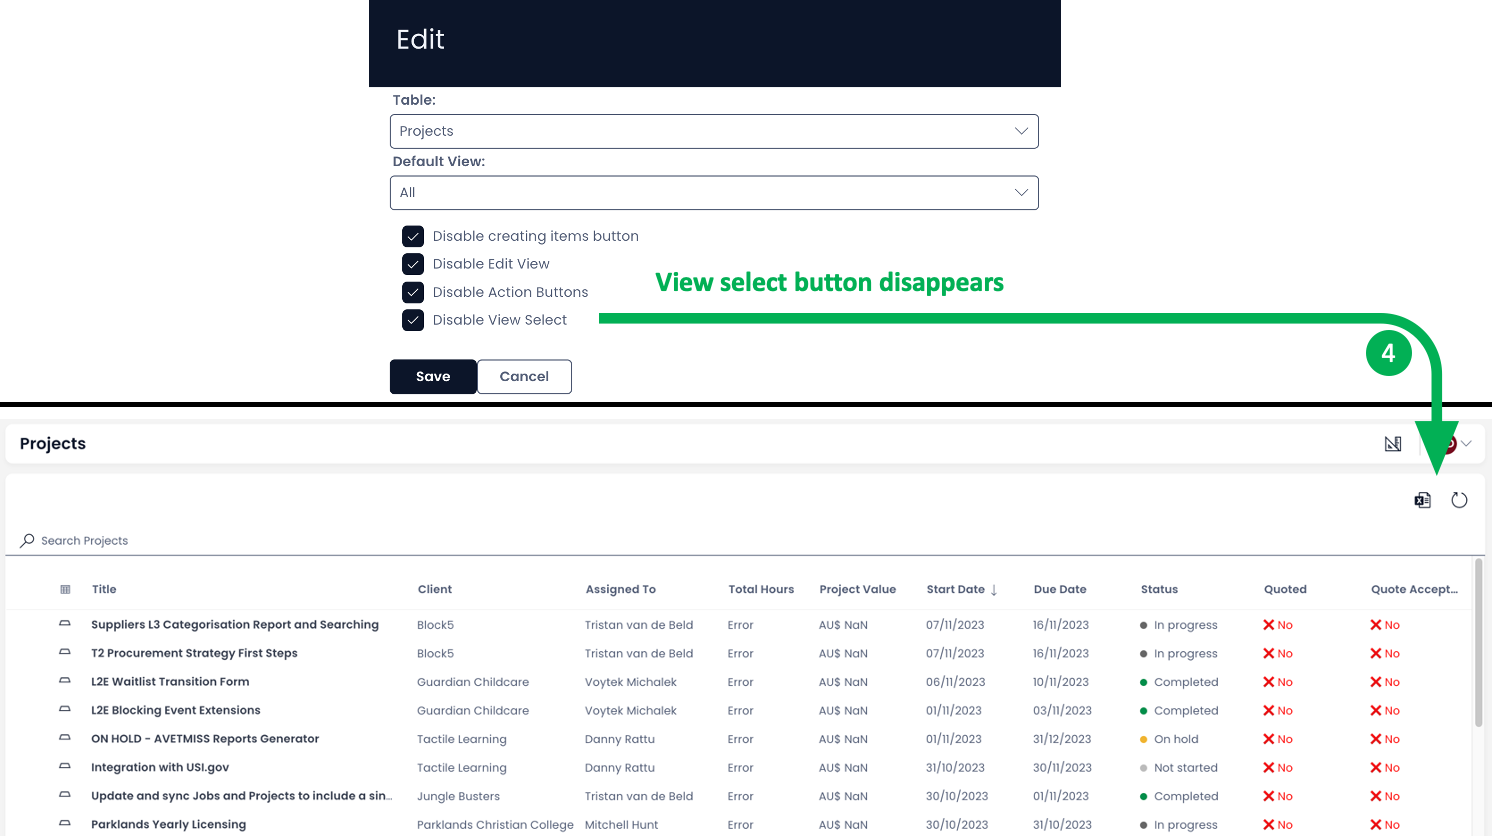 Edit
Table:
Projects
Default View:
All
Disable creating items button
Disable Edit View
Disable Action Buttons
Disable View Select
View select button disappears
4
Save Cancel
Projects
Search Projects
Title Client Assigned To Total Hours Project Value Start Date ↓ Due Date Status Quoted Quote Accept...
Suppliers L3 Categorisation Report and Searching Block5 Tristan van de Beld Error AU$ NaN 07/11/2023 16/11/2023 In progress No No
T2 Procurement Strategy First Steps Block5 Tristan van de Beld Error AU$ NaN 07/11/2023 16/11/2023 In progress No No
L2E Waitlist Transition Form Guardian Childcare Voytek Michalek Error AU$ NaN 06/11/2023 10/11/2023 Completed No No
L2E Blocking Event Extensions Guardian Childcare Voytek Michalek Error AU$ NaN 01/11/2023 03/11/2023 Completed No No
ON HOLD - AVETMISS Reports Generator Tactile Learning Danny Rattu Error AU$ NaN 01/11/2023 31/12/2023 On hold No No
Integration with USI.gov Tactile Learning Danny Rattu Error AU$ NaN 31/10/2023 30/11/2023 Not started No No
Update and sync Jobs and Projects to include a sin... Jungle Busters Tristan van de Beld Error AU$ NaN 30/10/2023 01/11/2023 Completed No No
Parklands Yearly Licensing Parklands Christian College Mitchell Hunt Error AU$ NaN 30/10/2023 31/10/2023 In progress No No